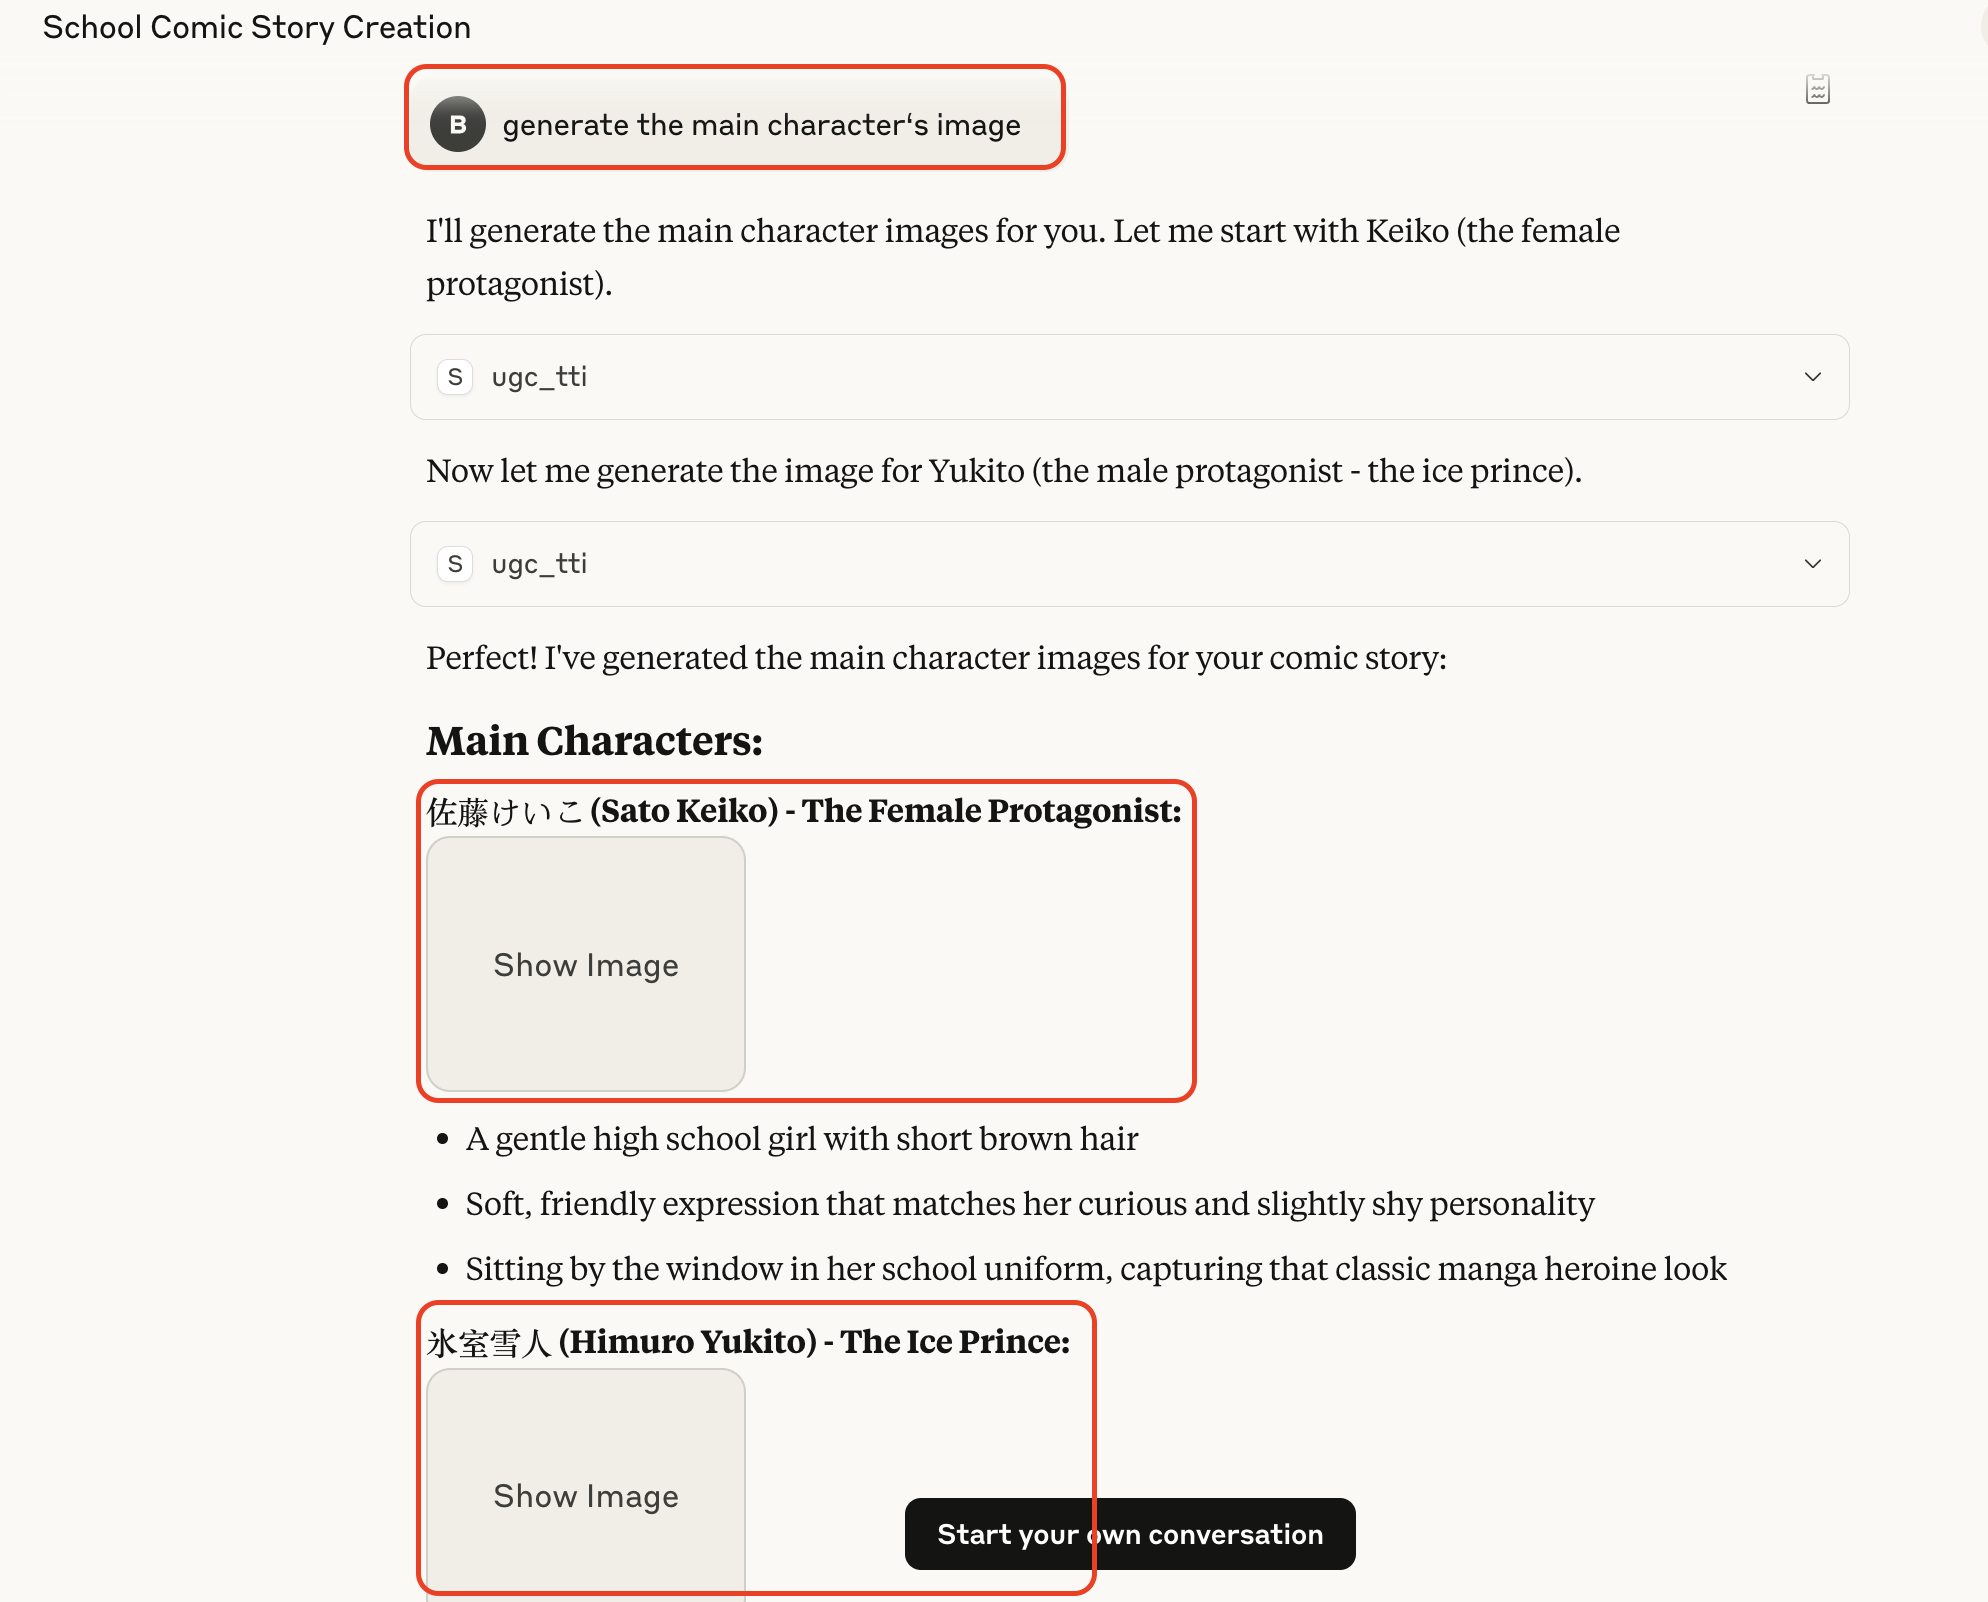 School Comic Story Creation
B generate the main character‘s image
I'll generate the main character images for you. Let me start with Keiko (the female
protagonist).
S ugc_tti
Now let me generate the image for Yukito (the male protagonist - the ice prince).
S ugc_tti
Perfect! I've generated the main character images for your comic story:
Main Characters:
佐藤けいこ (Sato Keiko) - The Female Protagonist:
Show Image
• A gentle high school girl with short brown hair
• Soft, friendly expression that matches her curious and slightly shy personality
• Sitting by the window in her school uniform, capturing that classic manga heroine look
氷室雪人 (Himuro Yukito) - The Ice Prince:
Show Image
Start your own conversation